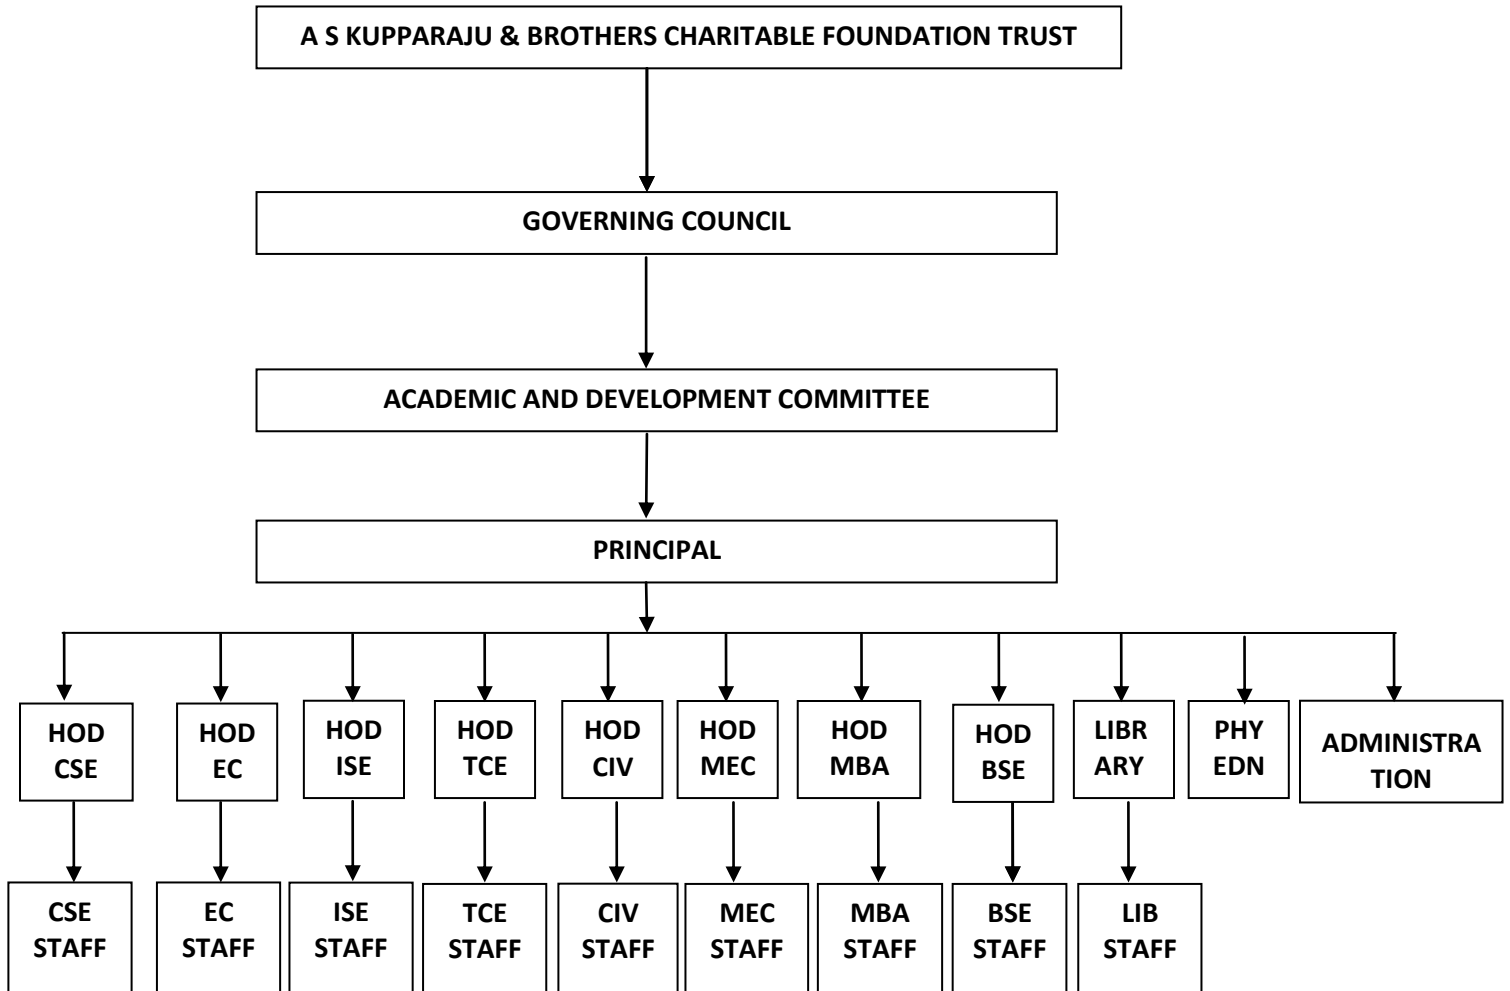 A S KUPPARAJU & BROTHERS CHARITABLE FOUNDATION TRUST
GOVERNING COUNCIL
ACADEMIC AND DEVELOPMENT COMMITTEE
PRINCIPAL
HOD
CSE
HOD
EC
HOD
ISE
HOD
TCE
HOD
CIV
HOD
MEC
HOD
MBA
HOD
BSE
LIBR
ARY
PHY
EDN
ADMINISTRA
TION
CSE
STAFF
EC
STAFF
ISE
STAFF
TCE
STAFF
CIV
STAFF
MEC
STAFF
MBA
STAFF
BSE
STAFF
LIB
STAFF